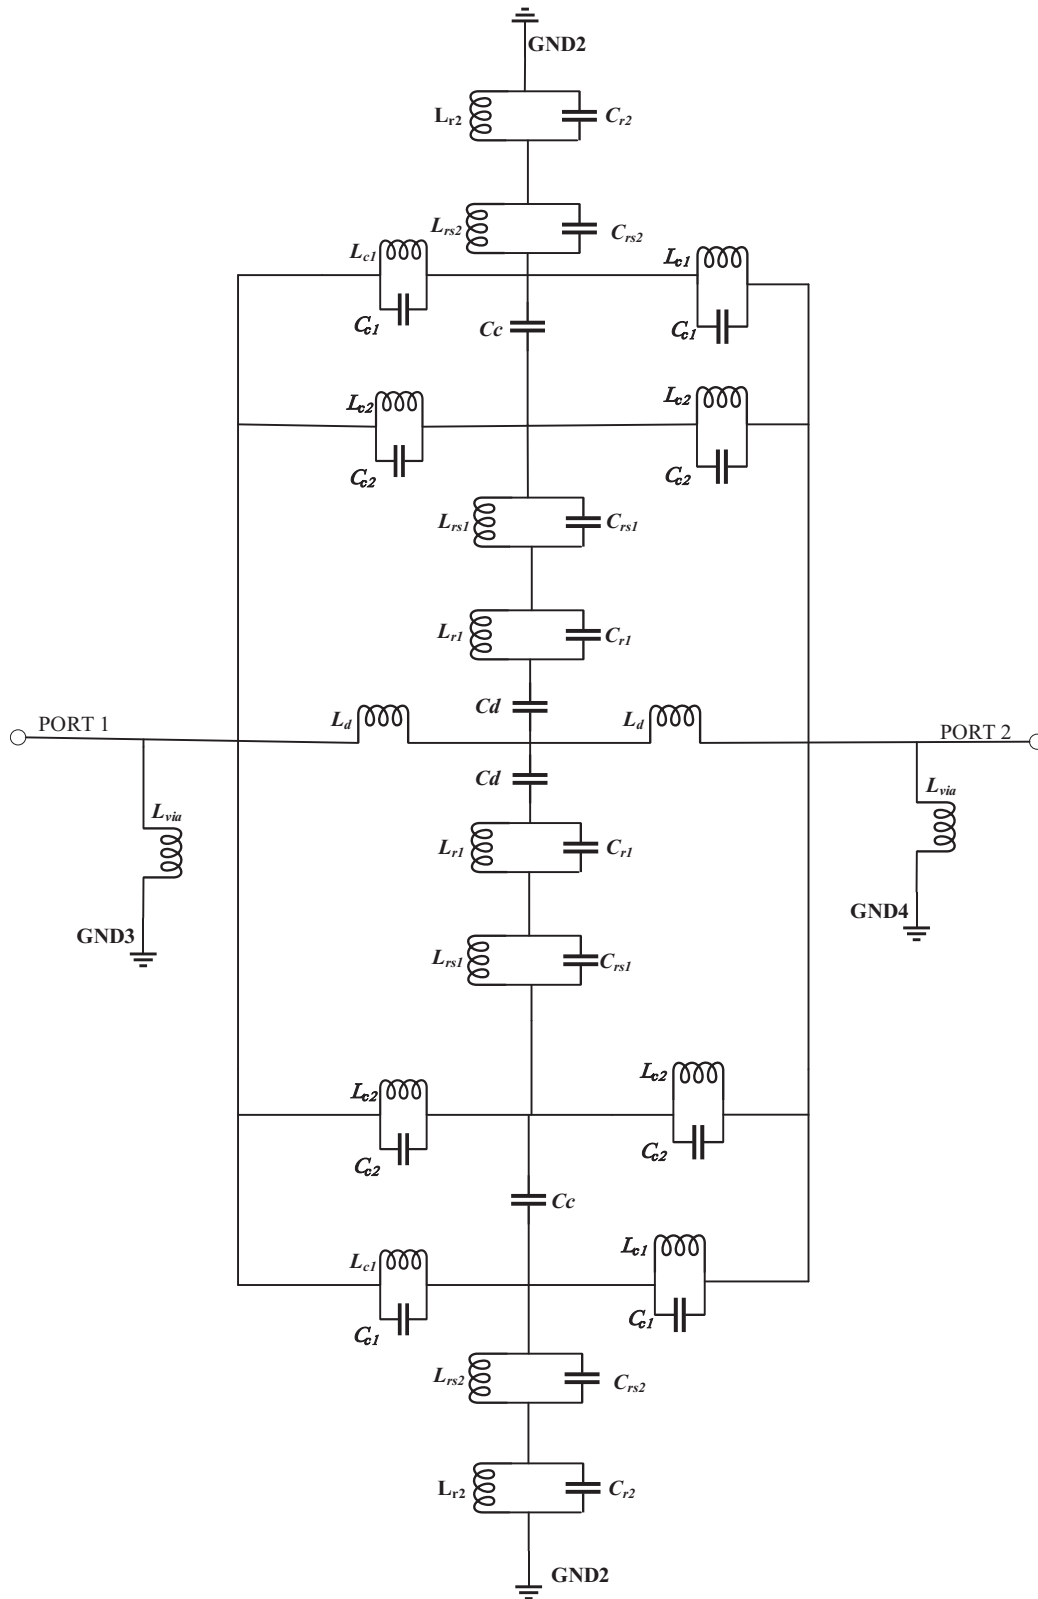 GND2
Lr2
Cr2
Lrs2
Crs2
Lc1
Lc1
Cc1
Cc
Cc1
Lc2
Lc2
Cc2
Cc2
Lrs1
Crs1
Lr1
Cr1
Cd
PORT 1
Ld
Ld
PORT 2
Cd
Lvia
Lvia
Lr1
Cr1
GND3
GND4
Lrs1
Crs1
Lc2
Lc2
Cc2
Cc2
Cc
Lc1
Lc1
Cc1
Cc1
Lrs2
Crs2
Lr2
Cr2
GND2